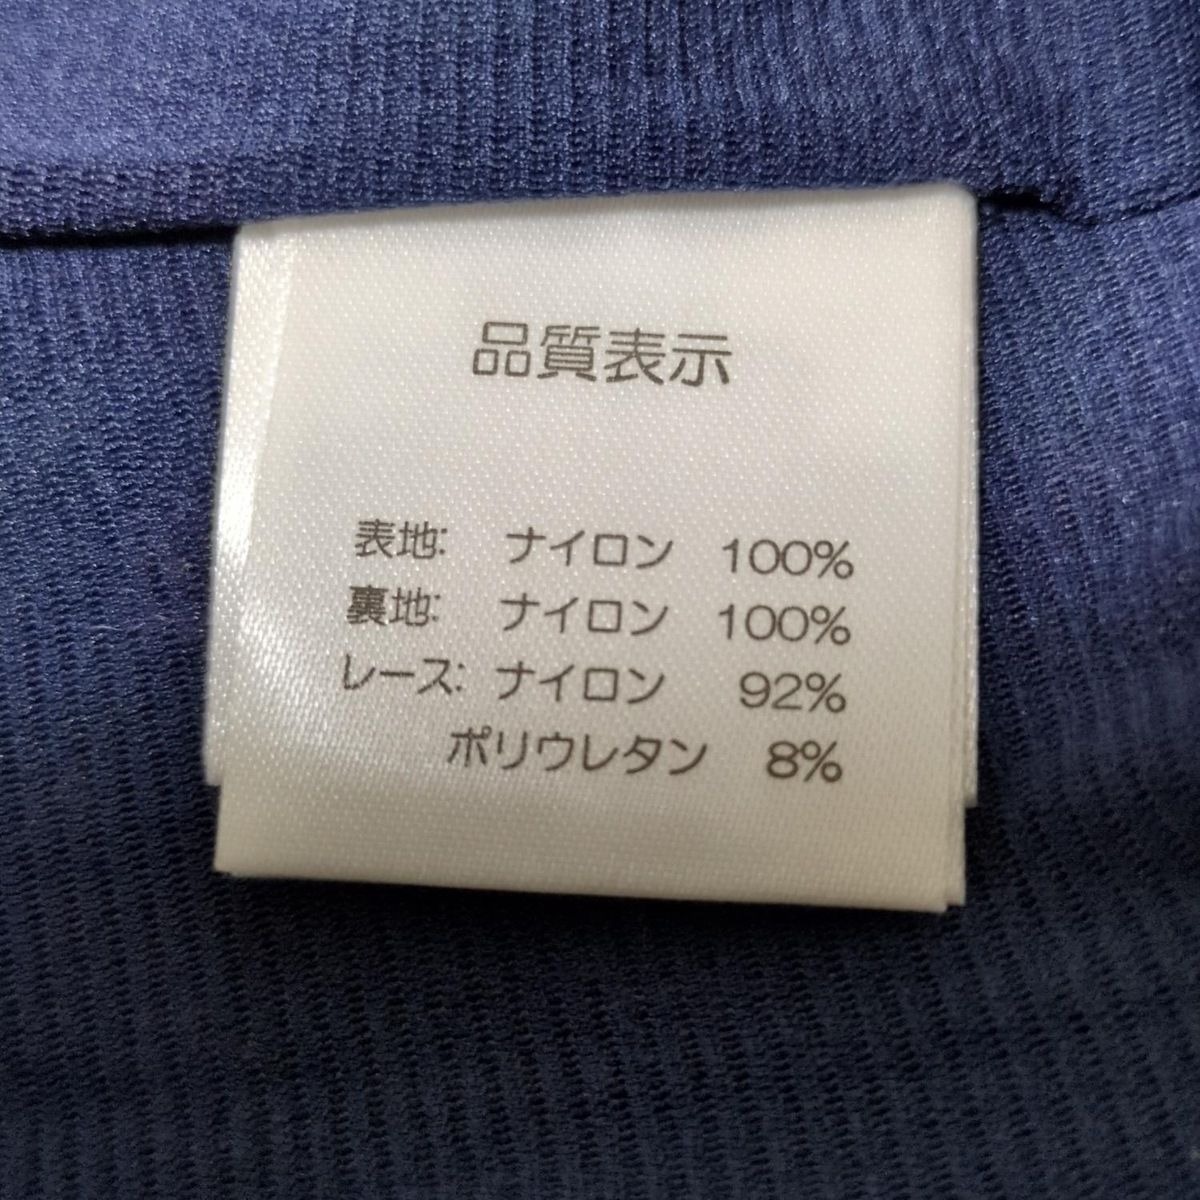 品質表示
表地: ナイロン 100%
裏地: ナイロン 100%
レース: ナイロン 92%
ポリウレタン 8%